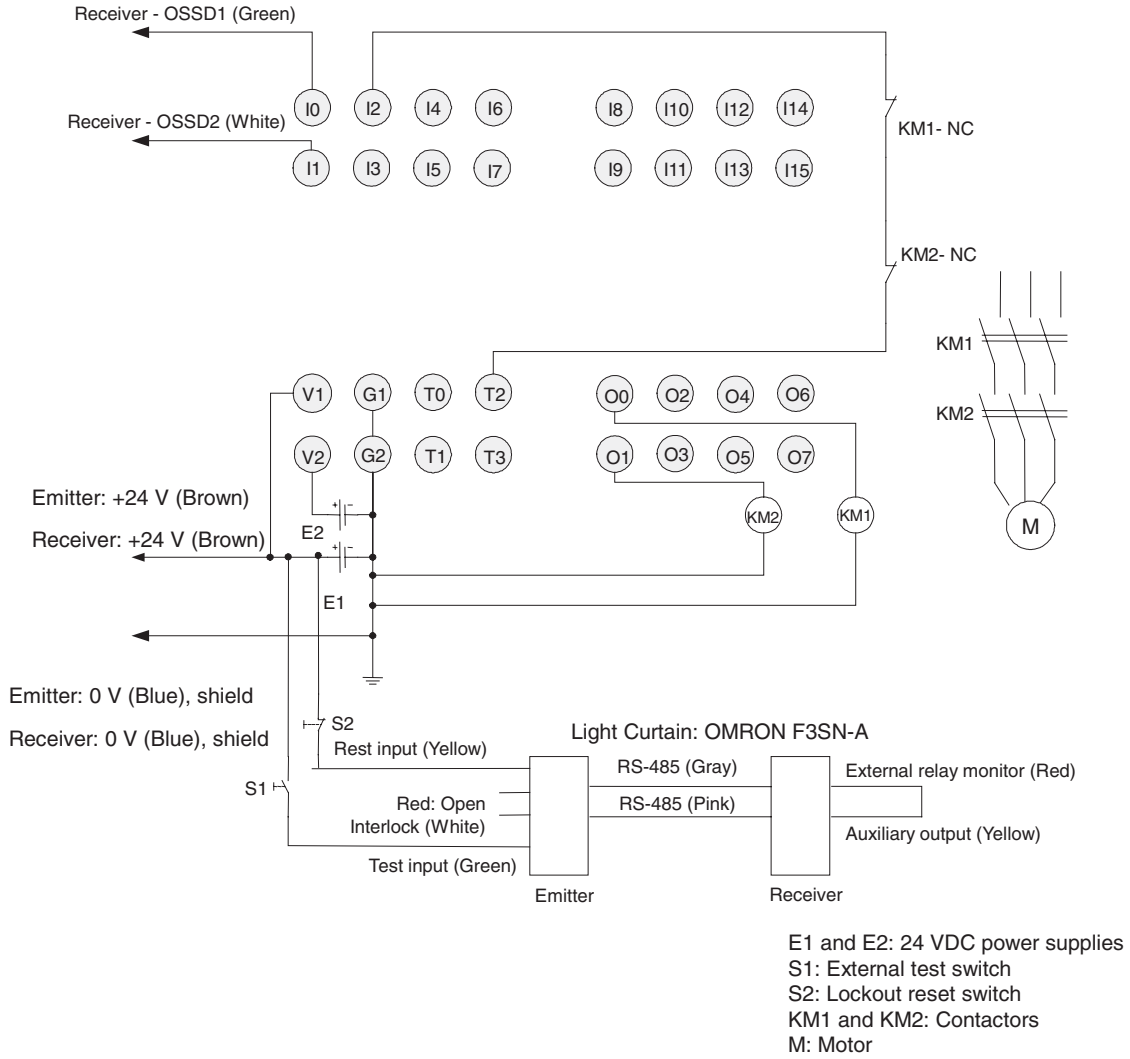 Receiver - OSSD1 (Green)
I0 I2 I4 I6 I8 I10 I12 I14
KM1- NC
Receiver - OSSD2 (White)
I1 I3 I5 I7 I9 I11 I13 I15
KM2- NC
KM1
V1 G1 T0 T2 O0 O2 O4 O6
KM2
V2 G2 T1 T3 O1 O3 O5 O7
Emitter: +24 V (Brown)
+ -
E2
KM2
KM1
M
Receiver: +24 V (Brown)
+ -
E1
Emitter: 0 V (Blue), shield
S2
Receiver: 0 V (Blue), shield
Light Curtain: OMRON F3SN-A
Rest input (Yellow)
RS-485 (Gray)
External relay monitor (Red)
S1
Red: Open
RS-485 (Pink)
Interlock (White)
Auxiliary output (Yellow)
Test input (Green)
Emitter
Receiver
E1 and E2: 24 VDC power supplies
S1: External test switch
S2: Lockout reset switch
KM1 and KM2: Contactors
M: Motor